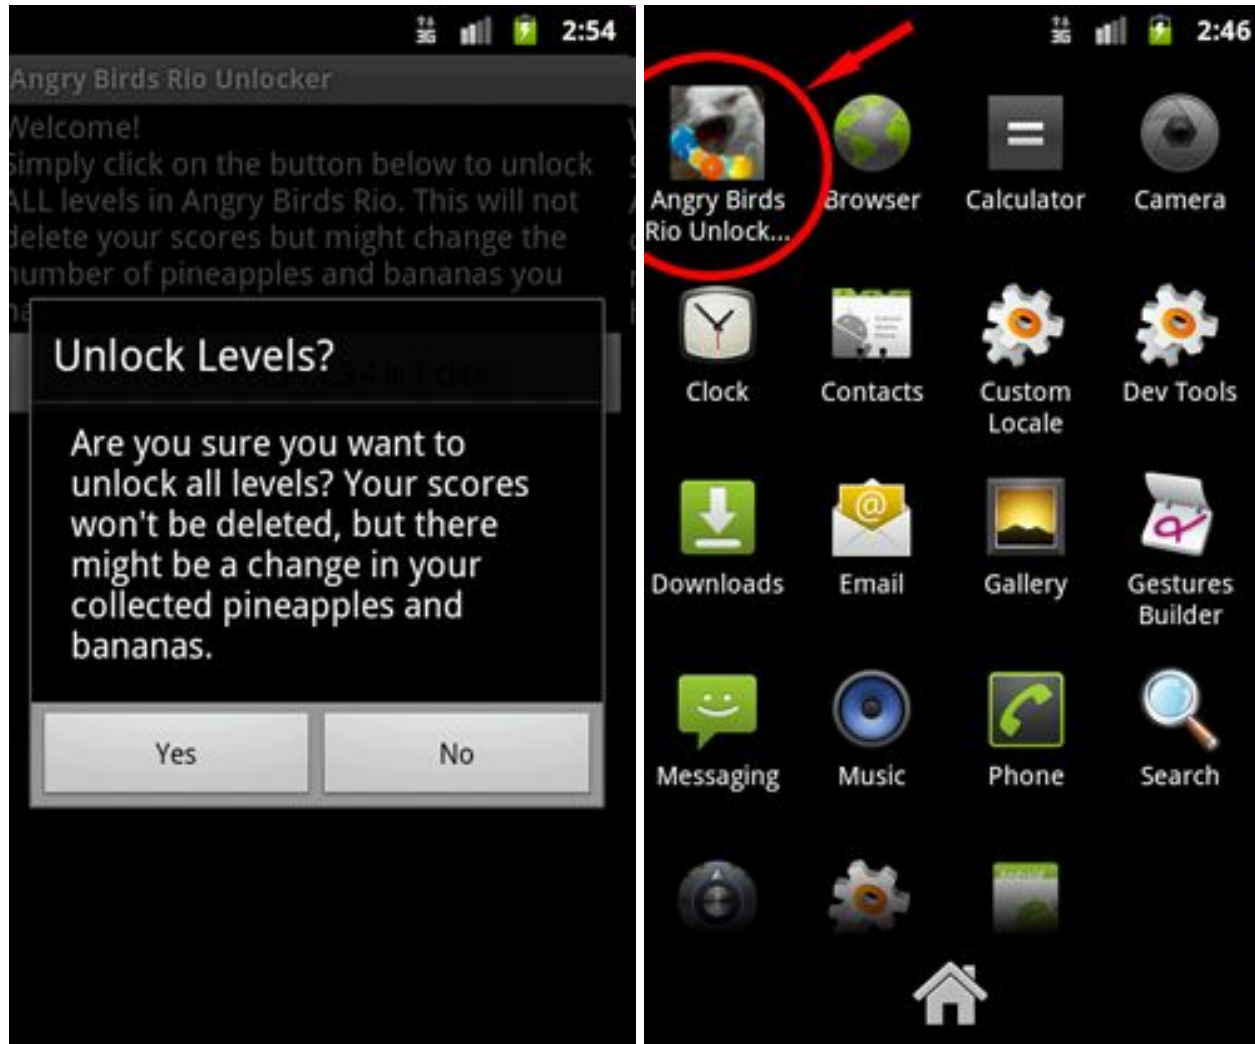 2:54
Angry Birds Rio Unlocker
Welcome!
Simply click on the button below to unlock
ALL levels in Angry Birds Rio. This will not
delete your scores but might change the
number of pineapples and bananas you
Unlock Levels?
Are you sure you want to
unlock all levels? Your scores
won't be deleted, but there
might be a change in your
collected pineapples and
bananas.
Yes No
3G 2:46
Angry Birds
Rio Unlock...
Browser Calculator Camera
Clock Contacts Custom
Locale
Dev Tools
Downloads Email Gallery Gestures
Builder
Messaging Music Phone Search